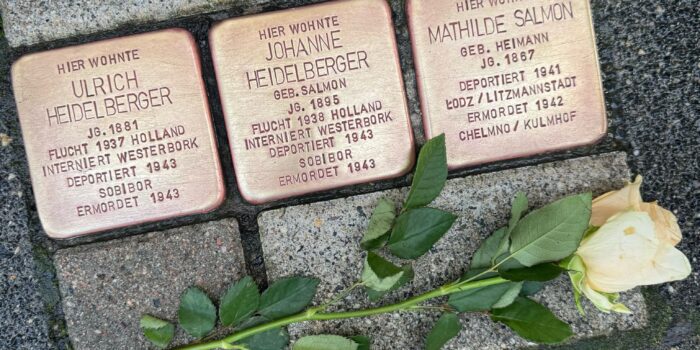 HIER WOHNTE
ULRICH
HEIDELBERGER
JG. 1881
FLUCHT 1937 HOLLAND
INTERNIERT WESTERBORK
DEPORTIERT 1943
SOBIBOR
ERMORDET 1943
HIER WOHNTE
JOHANNE
HEIDELBERGER
GEB. SALMON
JG. 1895
FLUCHT 1938 HOLLAND
INTERNIERT WESTERBORK
DEPORTIERT 1943
SOBIBOR
ERMORDET 1943
HIER WOHNTE
MATHILDE SALMON
GEB. HEIMANN
JG. 1867
DEPORTIERT 1941
ŁODZ / LITZMANNSTADT
ERMORDET 1942
CHELMNO / KULMHOF